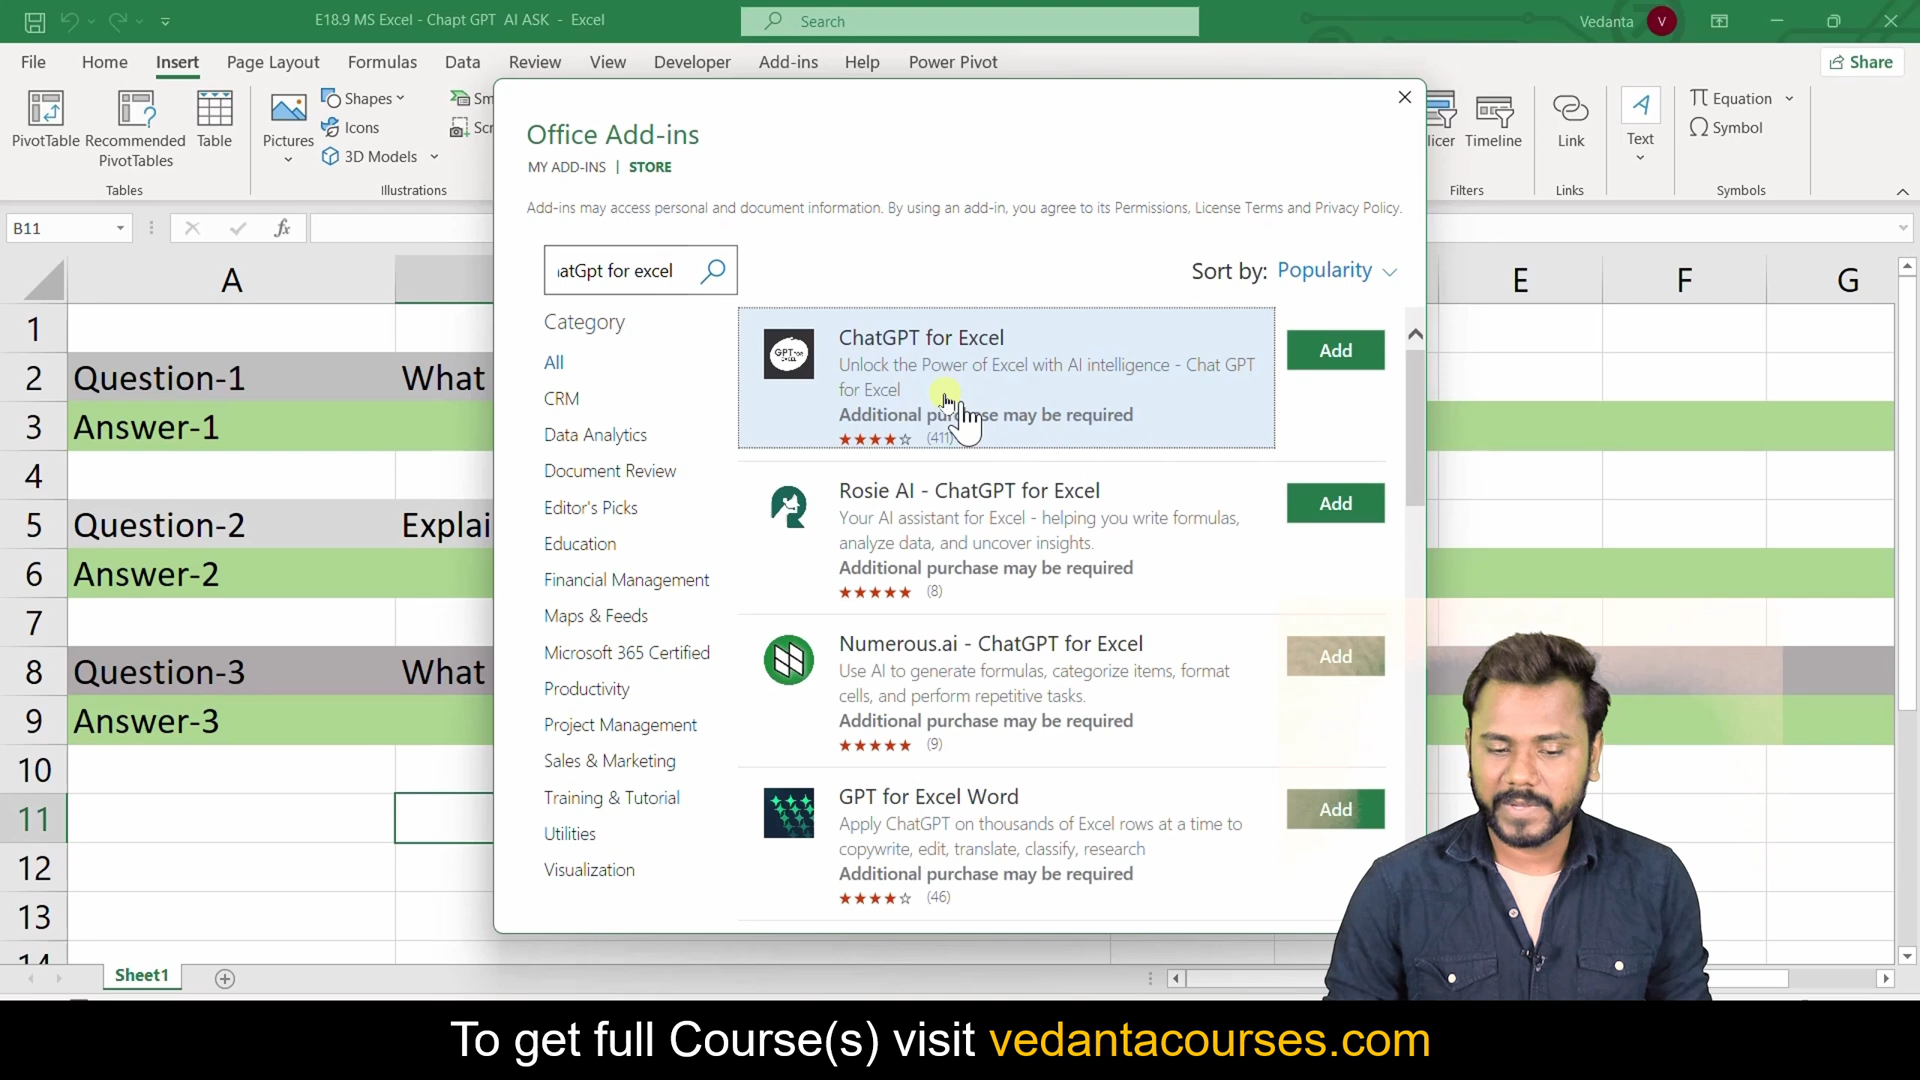 E18.9 MS Excel - Chapt GPT AI ASK - Excel
Search
Vedanta
V
File Home Insert Page Layout Formulas Data Review View Developer Add-ins Help Power Pivot
Share
PivotTable
Recommended
PivotTables
Table
Tables
Pictures
Shapes
Icons
3D Models
Illustrations
Sm
Scr
licer
Timeline
Filters
Link
Links
Text
Equation
Symbol
Symbols
B11
fx
A E F G
1
2 Question-1 What
3 Answer-1
4
5 Question-2 Explai
6 Answer-2
7
8 Question-3 What
9 Answer-3
10
11
12
13
14
Sheet1
Office Add-ins
MY ADD-INS | STORE
Add-ins may access personal and document information. By using an add-in, you agree to its Permissions, License Terms and Privacy Policy.
atGpt for excel
Sort by: Popularity
Category
All
CRM
Data Analytics
Document Review
Editor's Picks
Education
Financial Management
Maps & Feeds
Microsoft 365 Certified
Productivity
Project Management
Sales & Marketing
Training & Tutorial
Utilities
Visualization
GPT for EXCEL
ChatGPT for Excel
Unlock the Power of Excel with AI intelligence - Chat GPT
for Excel
Additional purchase may be required
(411)
Add
Rosie AI - ChatGPT for Excel
Your AI assistant for Excel - helping you write formulas,
analyze data, and uncover insights.
Additional purchase may be required
(8)
Add
Numerous.ai - ChatGPT for Excel
Use AI to generate formulas, categorize items, format
cells, and perform repetitive tasks.
Additional purchase may be required
(9)
Add
GPT for Excel Word
Apply ChatGPT on thousands of Excel rows at a time to
copywrite, edit, translate, classify, research
Additional purchase may be required
(46)
Add
To get full Course(s) visit vedantacourses.com